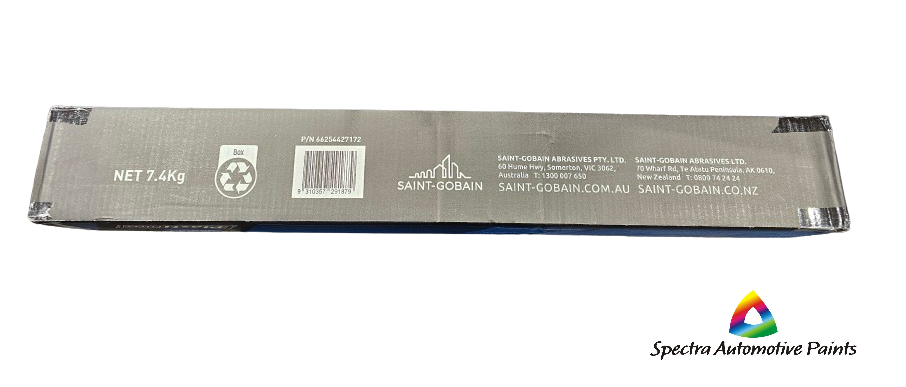 NET 7.4Kg
Box
P/N 66254427172
9 310357 291879
SAINT-GOBAIN
SAINT-GOBAIN ABRASIVES PTY. LTD.
60 Hume Hwy, Somerton, VIC 3062,
Australia T: 1300 007 650
SAINT-GOBAIN.COM.AU
SAINT-GOBAIN ABRASIVES LTD.
70 Wharf Rd, Te Atatu Peninsula, AK 0610,
New Zealand T: 0800 74 24 24
SAINT-GOBAIN.CO.NZ
Spectra Automotive Paints